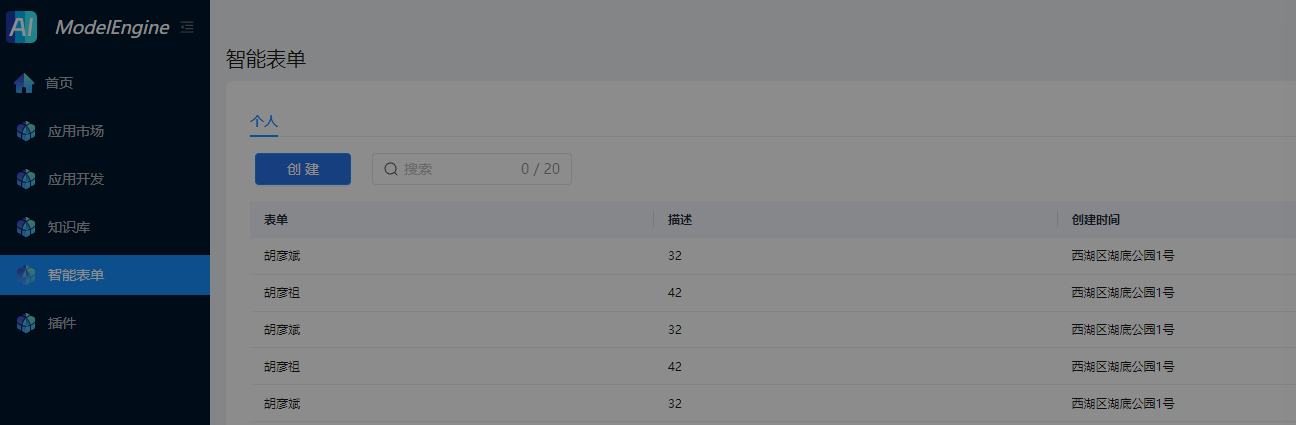 AI ModelEngine
首页
应用市场
应用开发
知识库
智能表单
插件
智能表单
个人
创建 搜索 0 / 20
表单 描述 创建时间
胡彦斌 32 西湖区湖底公园1号
胡彦祖 42 西湖区湖底公园1号
胡彦斌 32 西湖区湖底公园1号
胡彦祖 42 西湖区湖底公园1号
胡彦斌 32 西湖区湖底公园1号